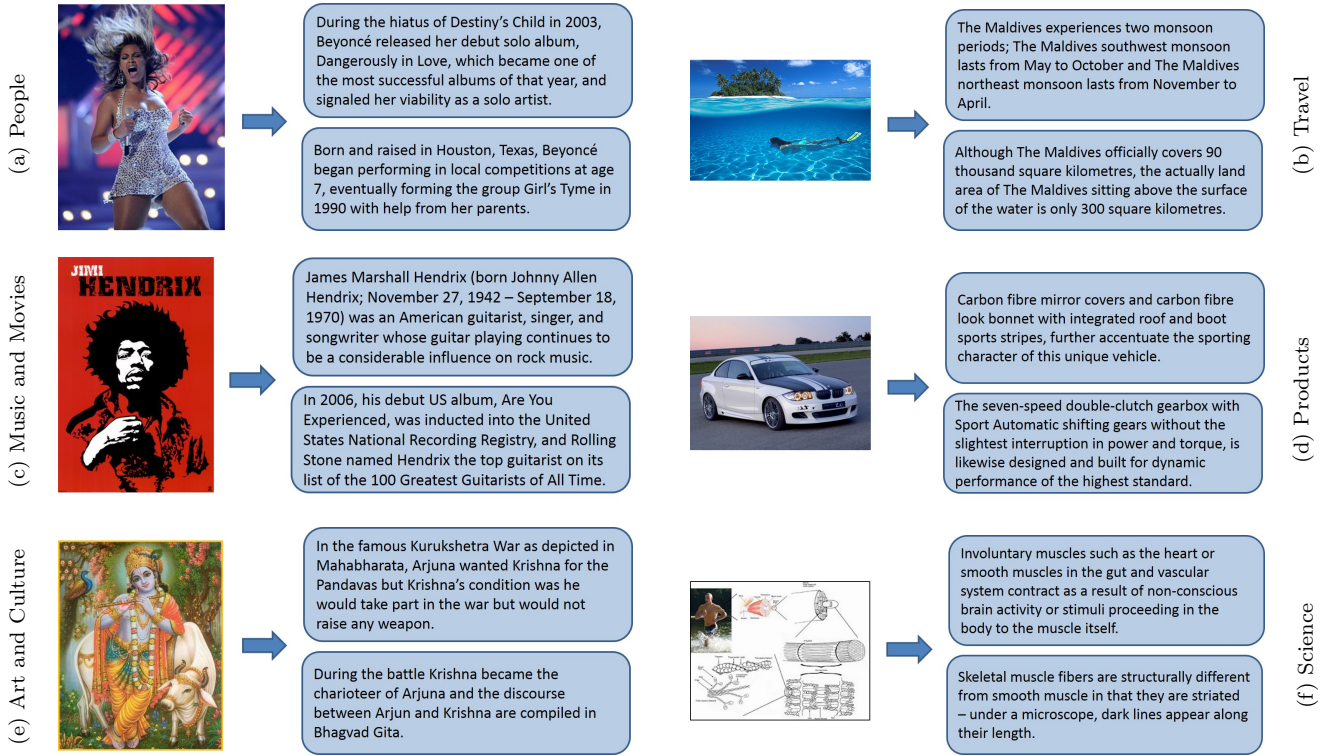 (a) People
During the hiatus of Destiny's Child in 2003,
Beyoncé released her debut solo album,
Dangerously in Love, which became one of
the most successful albums of that year, and
signaled her viability as a solo artist.
Born and raised in Houston, Texas, Beyoncé
began performing in local competitions at age
7, eventually forming the group Girl's Tyme in
1990 with help from her parents.
The Maldives experiences two monsoon
periods; The Maldives southwest monsoon
lasts from May to October and The Maldives
northeast monsoon lasts from November to
April.
Although The Maldives officially covers 90
thousand square kilometres, the actually land
area of The Maldives sitting above the surface
of the water is only 300 square kilometres.
(b) Travel
(c) Music and Movies
JIMI
HENDRIX
James Marshall Hendrix (born Johnny Allen
Hendrix; November 27, 1942 – September 18,
1970) was an American guitarist, singer, and
songwriter whose guitar playing continues to
be a considerable influence on rock music.
In 2006, his debut US album, Are You
Experienced, was inducted into the United
States National Recording Registry, and Rolling
Stone named Hendrix the top guitarist on its
list of the 100 Greatest Guitarists of All Time.
Carbon fibre mirror covers and carbon fibre
look bonnet with integrated roof and boot
sports stripes, further accentuate the sporting
character of this unique vehicle.
The seven-speed double-clutch gearbox with
Sport Automatic shifting gears without the
slightest interruption in power and torque, is
likewise designed and built for dynamic
performance of the highest standard.
(d) Products
(e) Art and Culture
In the famous Kurukshetra War as depicted in
Mahabharata, Arjuna wanted Krishna for the
Pandavas but Krishna's condition was he
would take part in the war but would not
raise any weapon.
During the battle Krishna became the
charioteer of Arjuna and the discourse
between Arjun and Krishna are compiled in
Bhagvad Gita.
Involuntary muscles such as the heart or
smooth muscles in the gut and vascular
system contract as a result of non-conscious
brain activity or stimuli proceeding in the
body to the muscle itself.
Skeletal muscle fibers are structurally different
from smooth muscle in that they are striated
– under a microscope, dark lines appear along
their length.
(f) Science